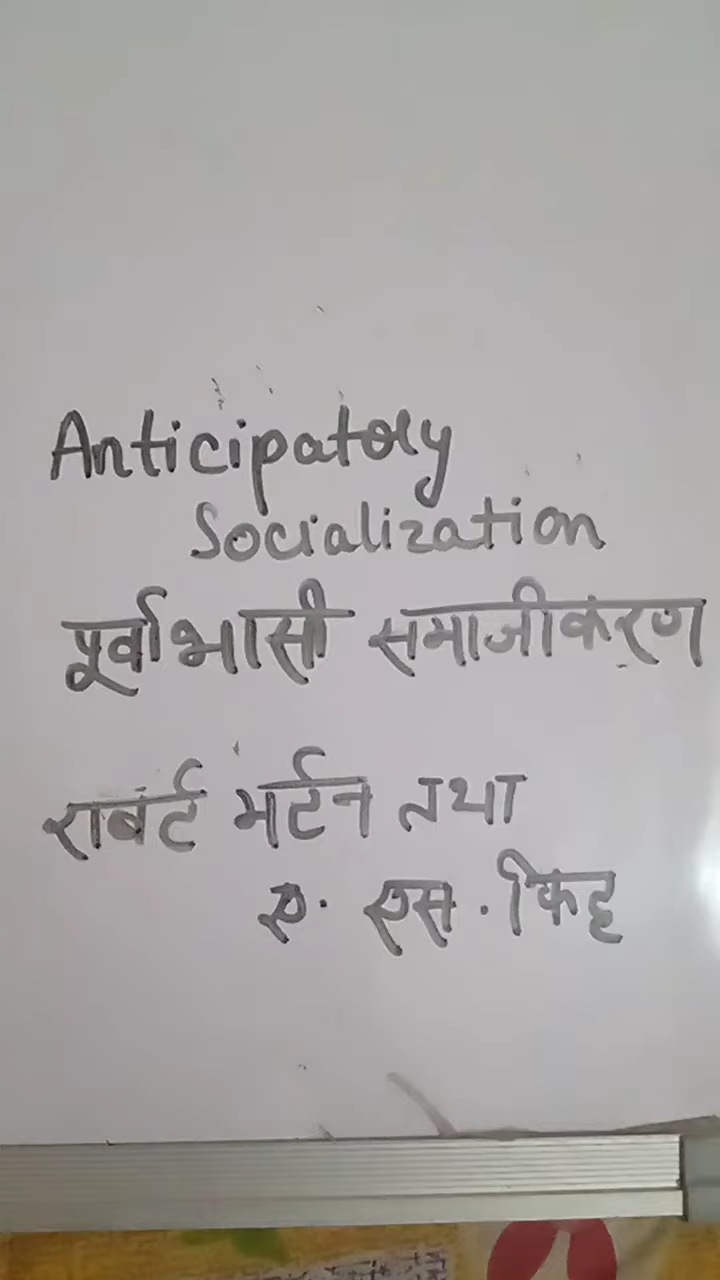 Anticipatory
Socialization
पूर्वाभासी समाजीकरण
राबर्ट मर्टन तथा
ए. एस. किट्ट